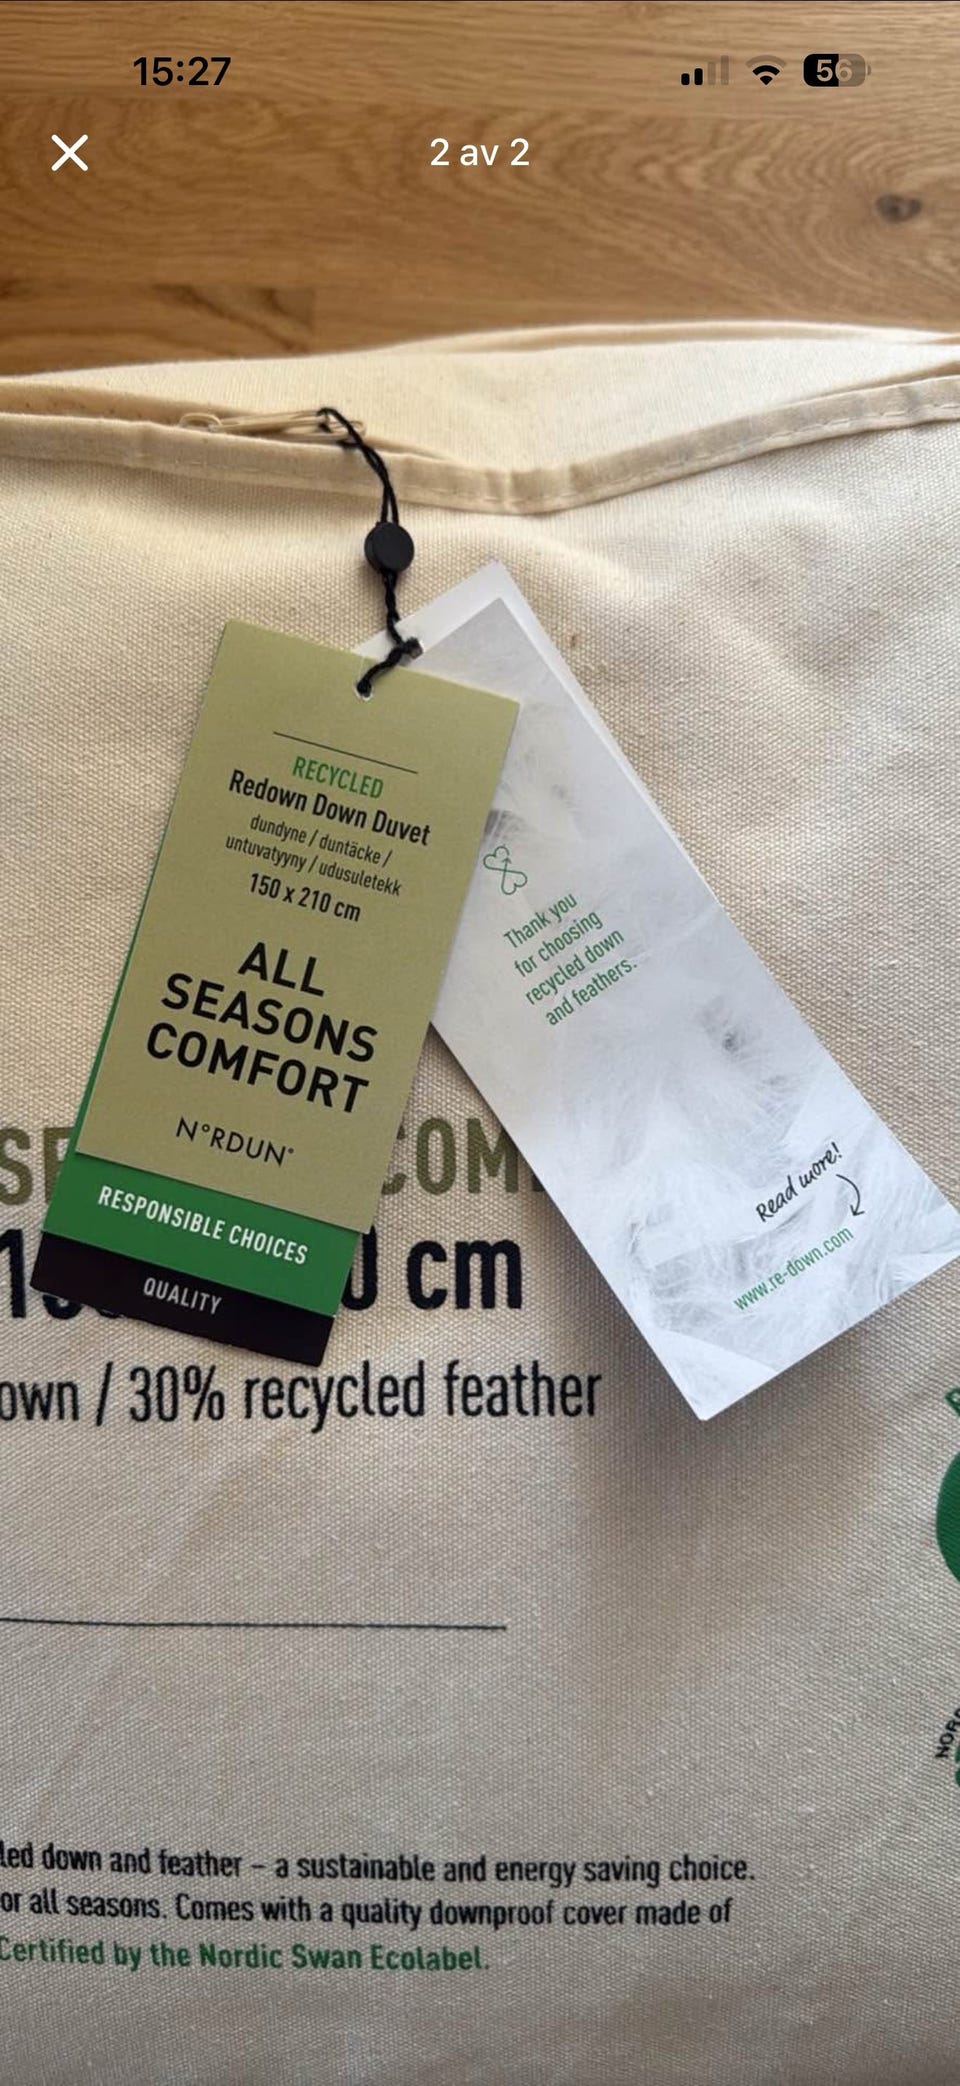 15:27
56
2 av 2
RECYCLED
Redown Down Duvet
dundyne / duntäcke /
untuvatyyny / udusuletekk
150 x 210 cm
ALL
SEASONS
COMFORT
N°RDUN°
RESPONSIBLE CHOICES
QUALITY
Thank you
for choosing
recycled down
and feathers.
Read more!
www.re-down.com
cm
/ 30% recycled feather
down and feather – a sustainable and energy saving choice.
all seasons. Comes with a quality downproof cover made of
Certified by the Nordic Swan Ecolabel.